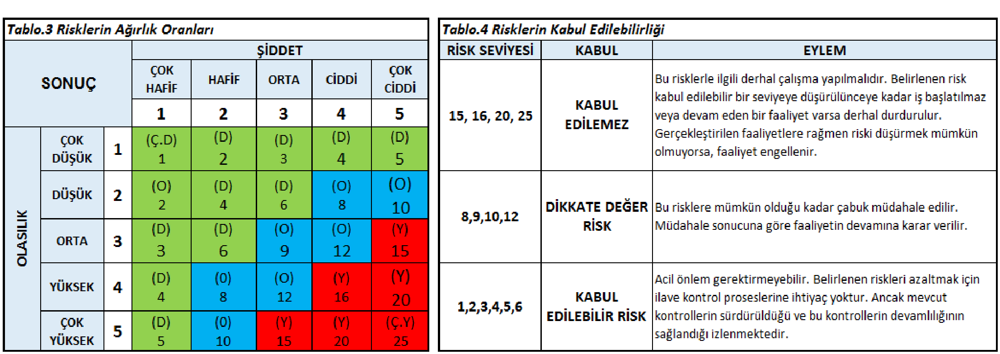 Tablo.3 Risklerin Ağırlık Oranları
SONUÇ
ŞİDDET
ÇOK
HAFİF
HAFİF
ORTA
CİDDİ
ÇOK
CİDDİ
1
2
3
4
5
OLASILIK
ÇOK
DÜŞÜK
1
(Ç.D)
1
(D)
2
(D)
3
(D)
4
(D)
5
DÜŞÜK
2
(O)
2
(D)
4
(D)
6
(O)
8
(O)
10
ORTA
3
(D)
3
(D)
6
(O)
9
(O)
12
(Y)
15
YÜKSEK
4
(D)
4
(0)
8
(O)
12
(Y)
16
(Y)
20
ÇOK
YÜKSEK
5
(D)
5
(0)
10
(Y)
15
(Y)
20
(Ç.Y)
25
Tablo.4 Risklerin Kabul Edilebilirliği
RİSK SEVİYESİ
KABUL
EYLEM
15, 16, 20, 25
KABUL
EDİLEMEZ
Bu risklerle ilgili derhal çalışma yapılmalıdır. Belirlenen risk
kabul edilebilir bir seviyeye düşürülünceye kadar iş başlatılmaz
veya devam eden bir faaliyet varsa derhal durdurulur.
Gerçekleştirilen faaliyetlere rağmen riski düşürmek mümkün
olmuyorsa, faaliyet engellenir.
8,9,10,12
DİKKATE DEĞER
RİSK
Bu risklere mümkün olduğu kadar çabuk müdahale edilir.
Müdahale sonucuna göre faaliyetin devamına karar verilir.
1,2,3,4,5,6
KABUL
EDİLEBİLİR RİSK
Acil önlem gerektirmeyebilir. Belirlenen riskleri azaltmak için
ilave kontrol proseslerine ihtiyaç yoktur. Ancak mevcut
kontrollerin sürdürüldüğü ve bu kontrollerin devamlılığının
sağlandığı izlenmektedir.